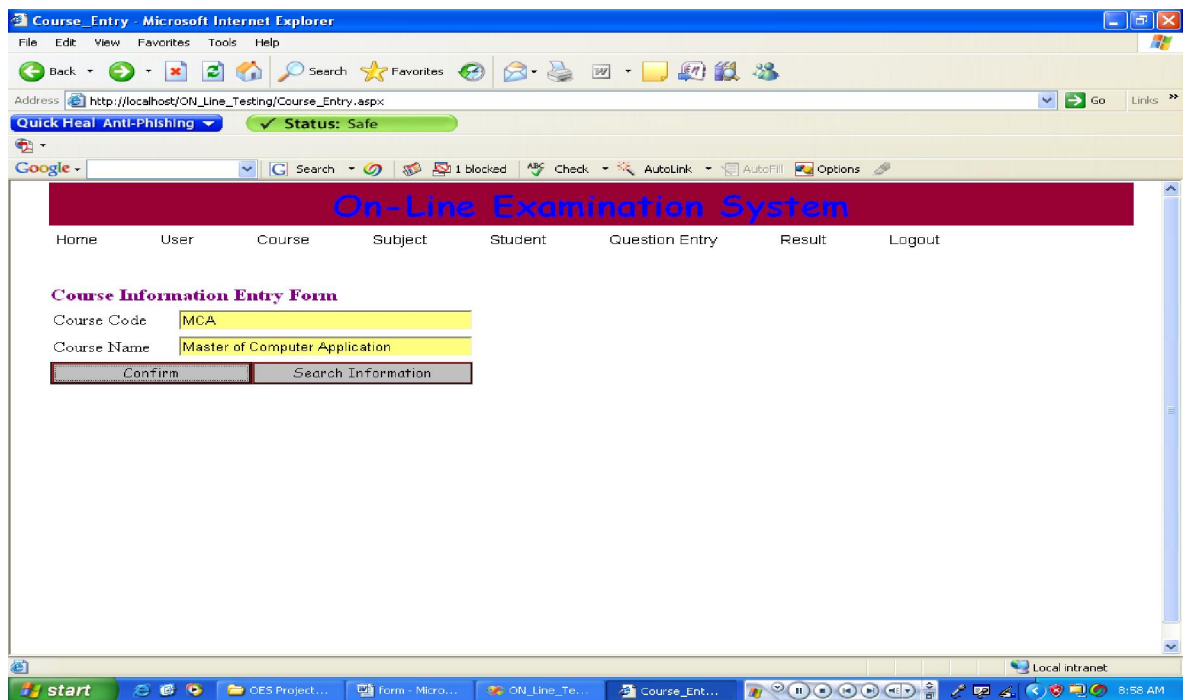 Course_Entry - Microsoft Internet Explorer
File Edit View Favorites Tools Help
Back Search Favorites
Address http://localhost/ON_Line_Testing/Course_Entry.aspx Go Links »
Quick Heal Anti-Phishing Status: Safe
Google Search 1 blocked Check AutoLink AutoFill Options
On-Line Examination System
Home User Course Subject Student Question Entry Result Logout
Course Information Entry Form
Course Code MCA
Course Name Master of Computer Application
Confirm Search Information
Local intranet
start OES Project... form - Micro... ON_Line_Te... Course_Ent... 8:58 AM